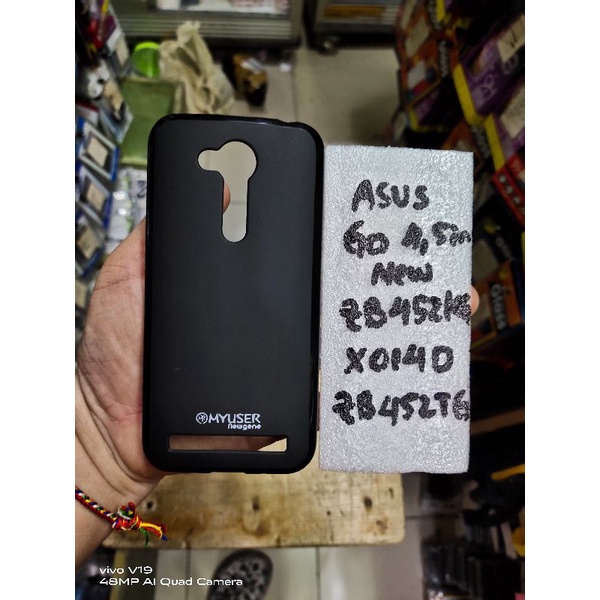 MYUSER
Newgene
ASUS
GO 4,5in
New
ZB452KG
X014D
ZB452TG
vivo V19
48MP AI Quad Camera